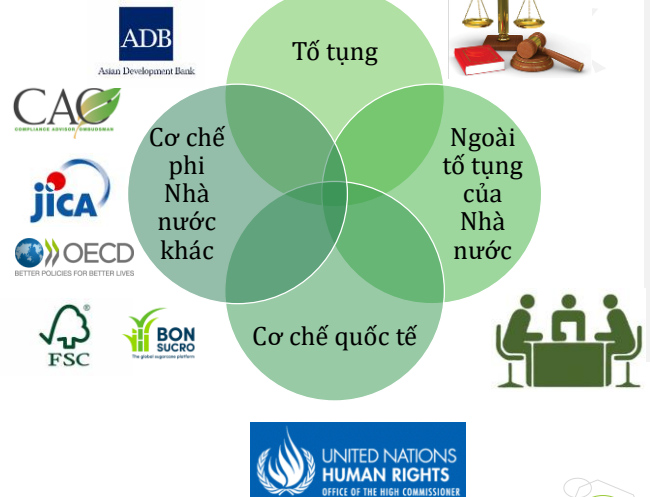 ADB
Asian Development Bank
CAO
COMPLIANCE ADVISOR OMBUDSMAN
jICA
OECD
BETTER POLICIES FOR BETTER LIVES
FSC
®
BON
SUCRO
The global sugarcane platform
Tố tụng
Cơ chế
phi
Nhà
nước
khác
Ngoài
tố tụng
của
Nhà
nước
Cơ chế quốc tế
UNITED NATIONS
HUMAN RIGHTS
OFFICE OF THE HIGH COMMISSIONER